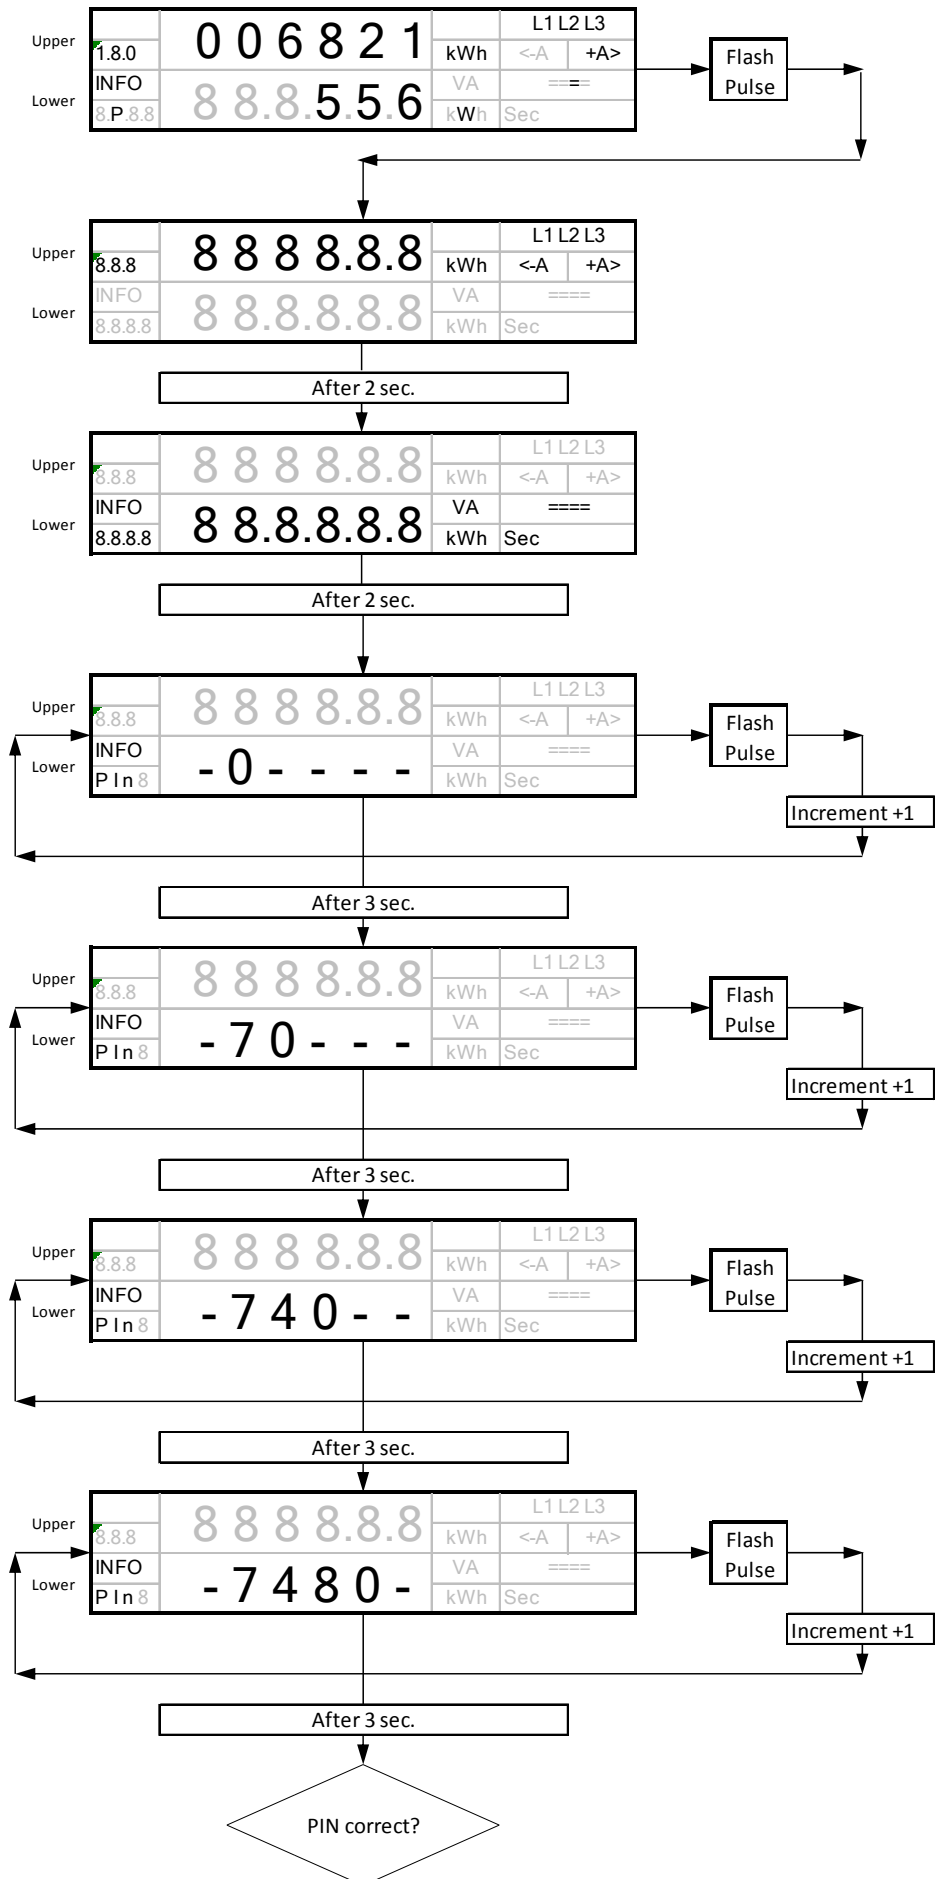 L1 L2 L3
Upper 1.8.0 0 0 6 8 2 1 kWh <-A +A>
Flash
Pulse
INFO VA ====
Lower 8.P.8.8 8 8.8.5.5.6 kWh Sec
L1 L2 L3
Upper 8.8.8 8 8 8 8.8.8 kWh <-A +A>
INFO VA ====
Lower 8.8.8.8 8 8.8.8.8.8 kWh Sec
After 2 sec.
L1 L2 L3
Upper 8.8.8 8 8 8 8.8.8 kWh <-A +A>
INFO VA ====
Lower 8.8.8.8 8 8.8.8.8.8 kWh Sec
After 2 sec.
L1 L2 L3
Upper 8.8.8 8 8 8 8.8.8 kWh <-A +A>
Flash
Pulse
INFO VA ====
Lower PIn8 - 0 - - - - kWh Sec
Increment +1
After 3 sec.
L1 L2 L3
Upper 8.8.8 8 8 8 8.8.8 kWh <-A +A>
Flash
Pulse
INFO VA ====
Lower PIn8 - 7 0 - - - kWh Sec
Increment +1
After 3 sec.
L1 L2 L3
Upper 8.8.8 8 8 8 8.8.8 kWh <-A +A>
Flash
Pulse
INFO VA ====
Lower PIn8 - 7 4 0 - - kWh Sec
Increment +1
After 3 sec.
L1 L2 L3
Upper 8.8.8 8 8 8 8.8.8 kWh <-A +A>
Flash
Pulse
INFO VA ====
Lower PIn8 - 7 4 8 0 - kWh Sec
Increment +1
After 3 sec.
PIN correct?